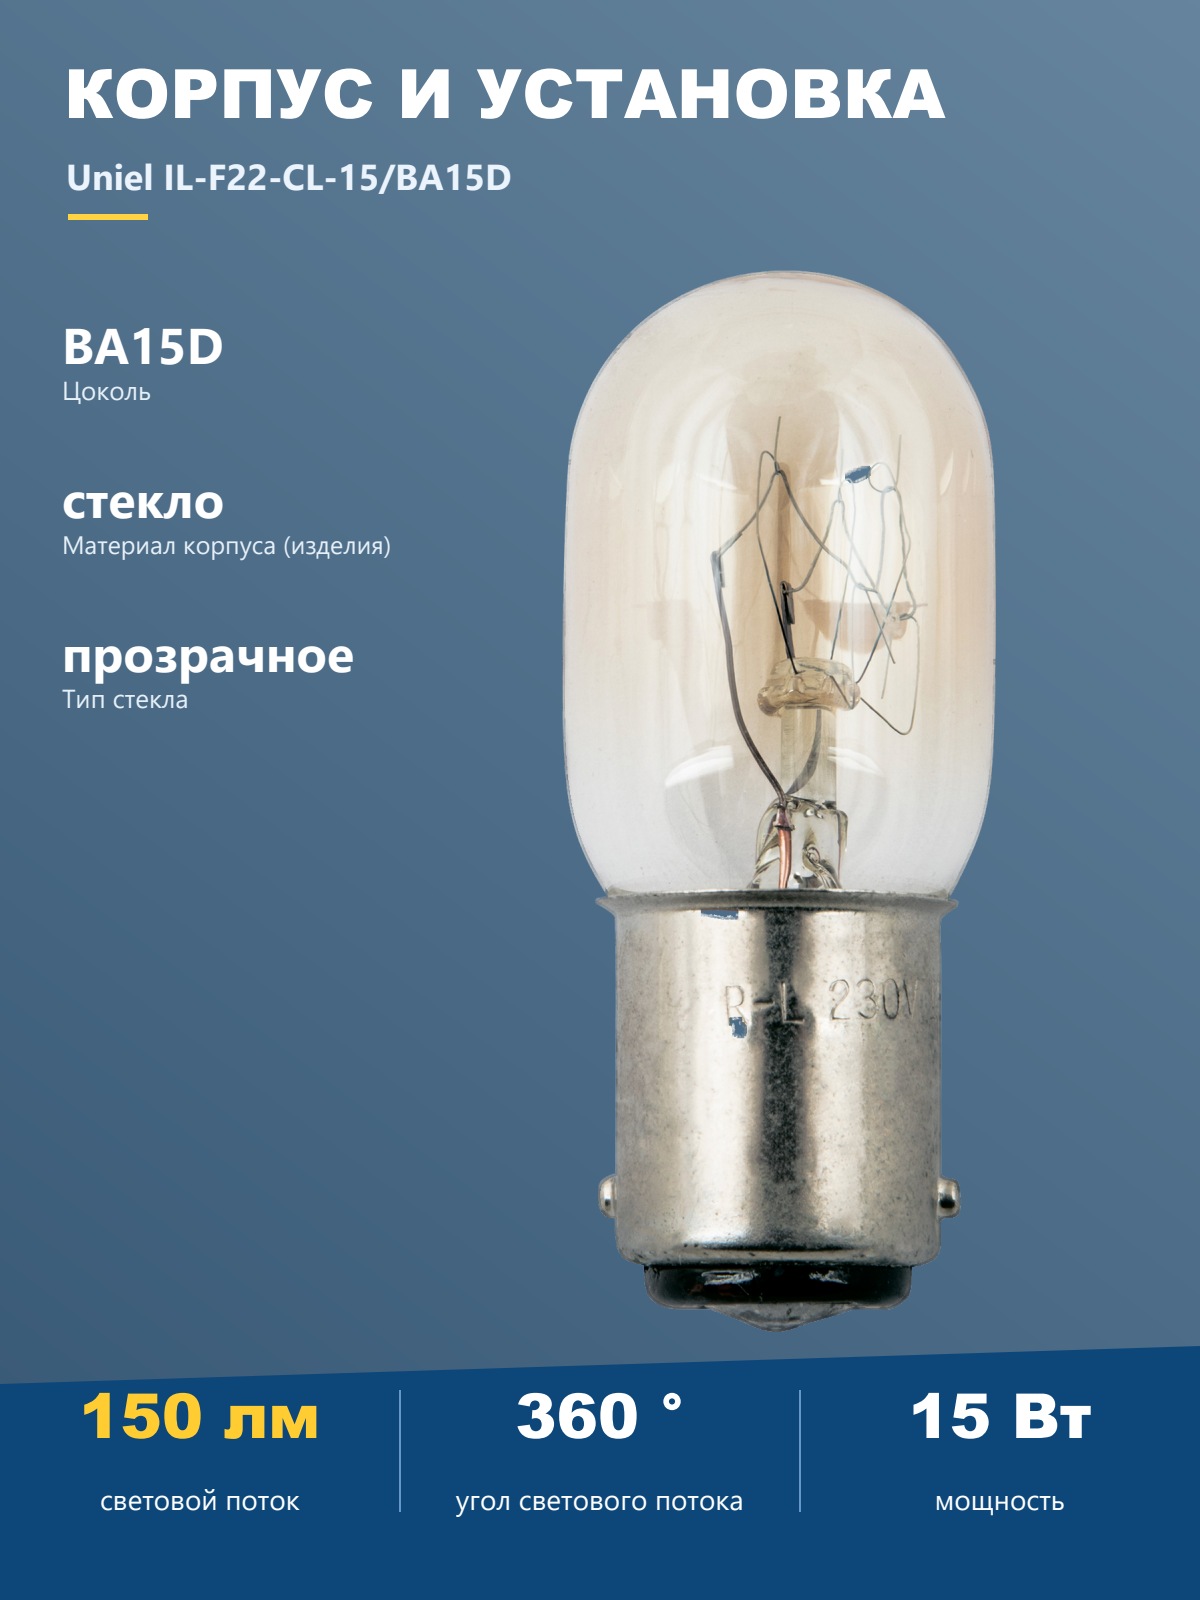 КОРПУС И УСТАНОВКА
Uniel IL-F22-CL-15/BA15D
BA15D
Цоколь
стекло
Материал корпуса (изделия)
прозрачное
Тип стекла
R-L 230V
150 лм
световой поток
360 °
угол светового потока
15 Вт
мощность